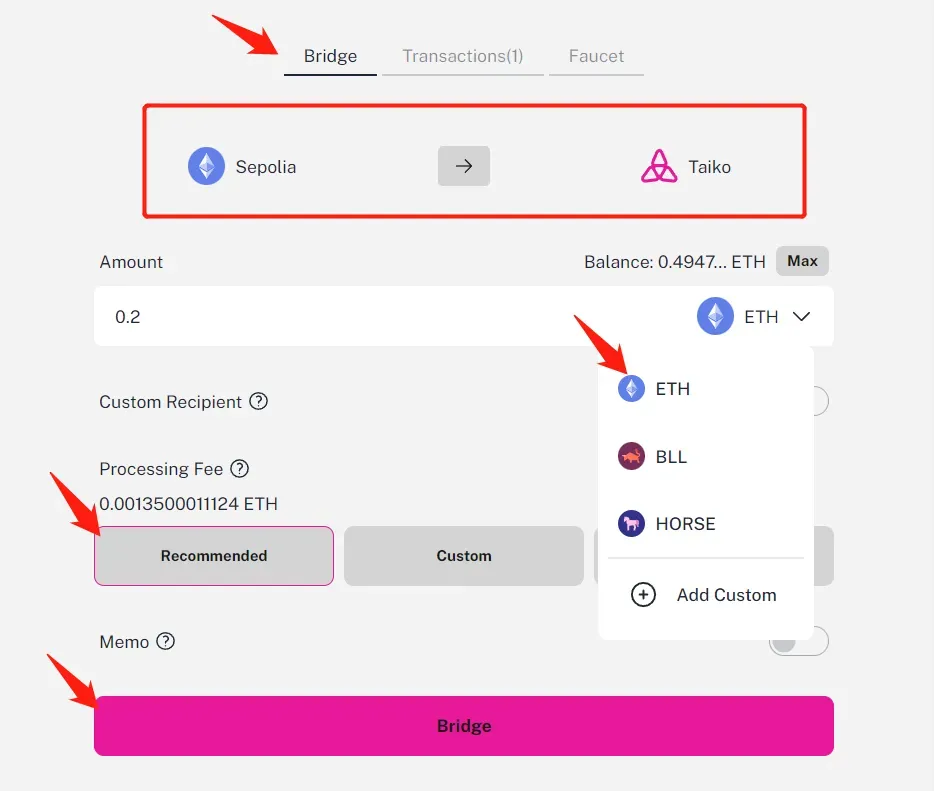 Bridge Transactions(1) Faucet
Sepolia Taiko
Amount Balance: 0.4947... ETH Max
0.2 ETH
ETH
Custom Recipient ?
BLL
Processing Fee ?
0.0013500011124 ETH
HORSE
Recommended Custom
Add Custom
Memo ?
Bridge